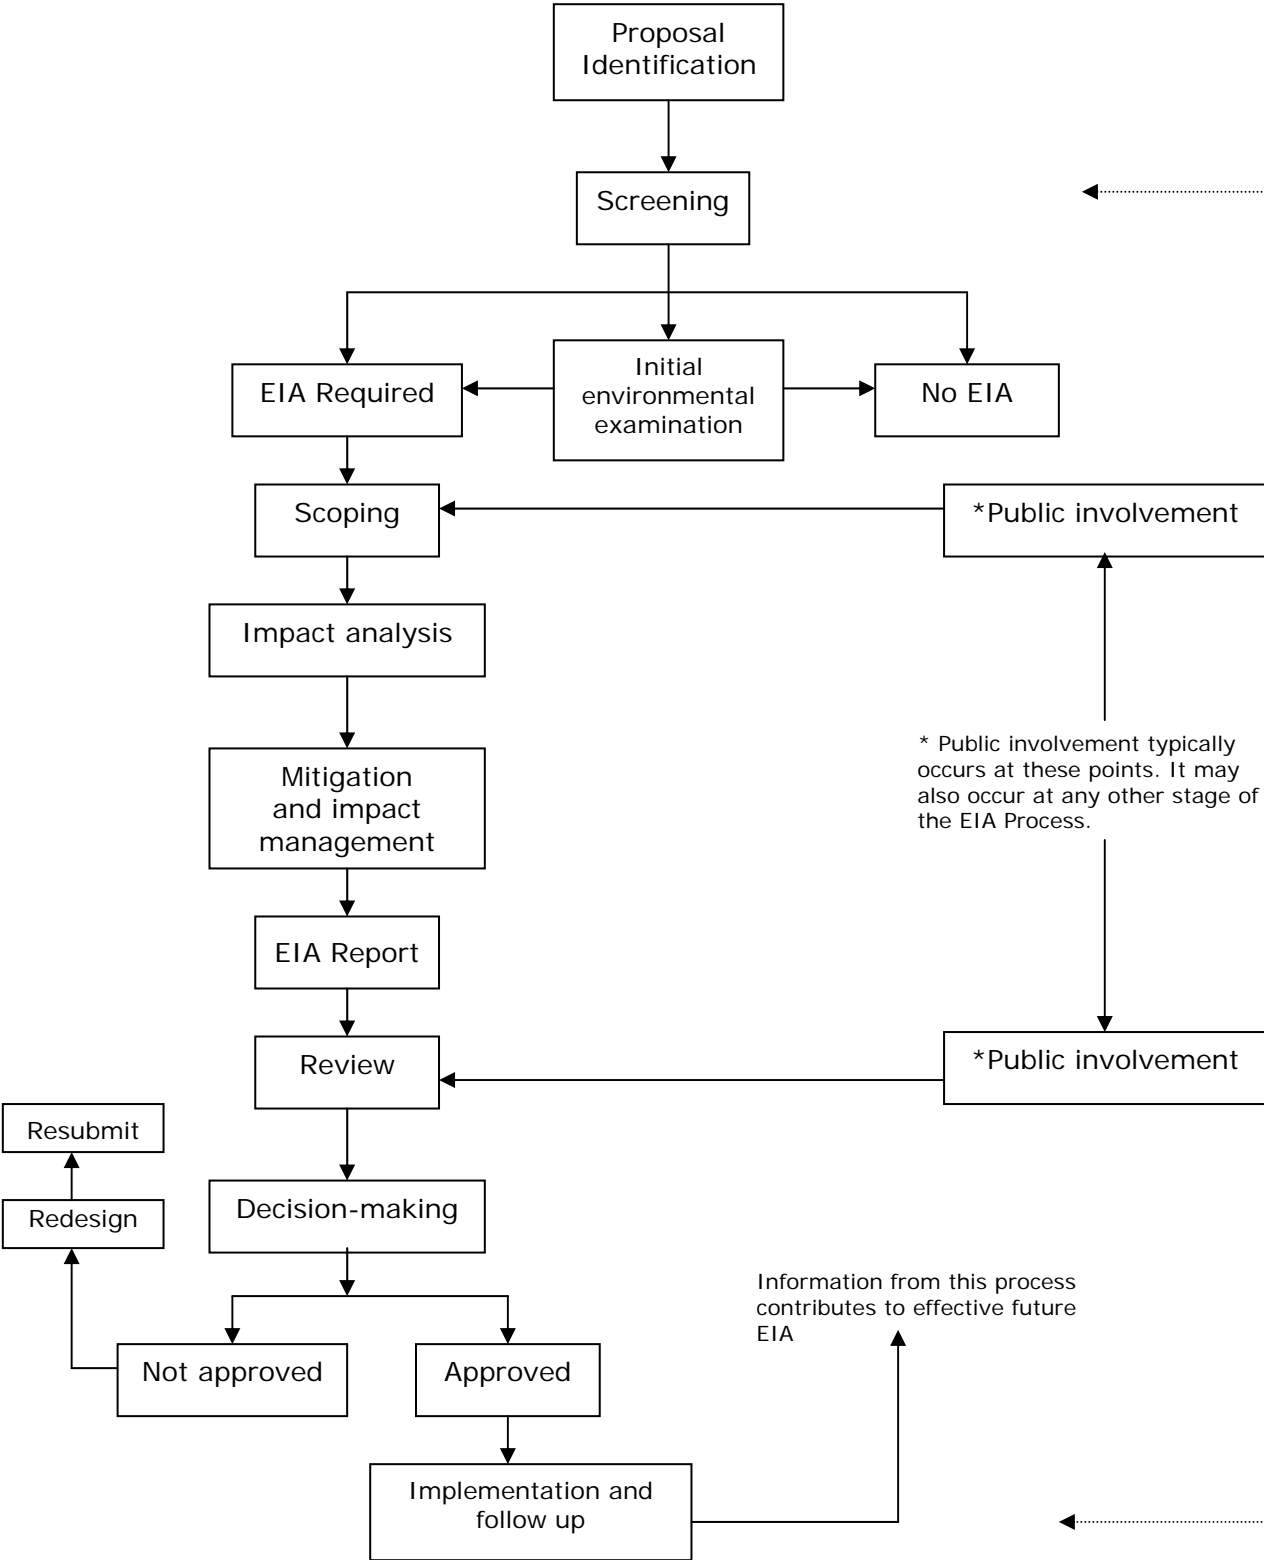 Proposal
Identification
Screening
EIA Required
Initial
environmental
examination
No EIA
Scoping
*Public involvement
Impact analysis
Mitigation
and impact
management
* Public involvement typically
occurs at these points. It may
also occur at any other stage of
the EIA Process.
EIA Report
Review
*Public involvement
Resubmit
Redesign
Decision-making
Information from this process
contributes to effective future
EIA
Not approved
Approved
Implementation and
follow up